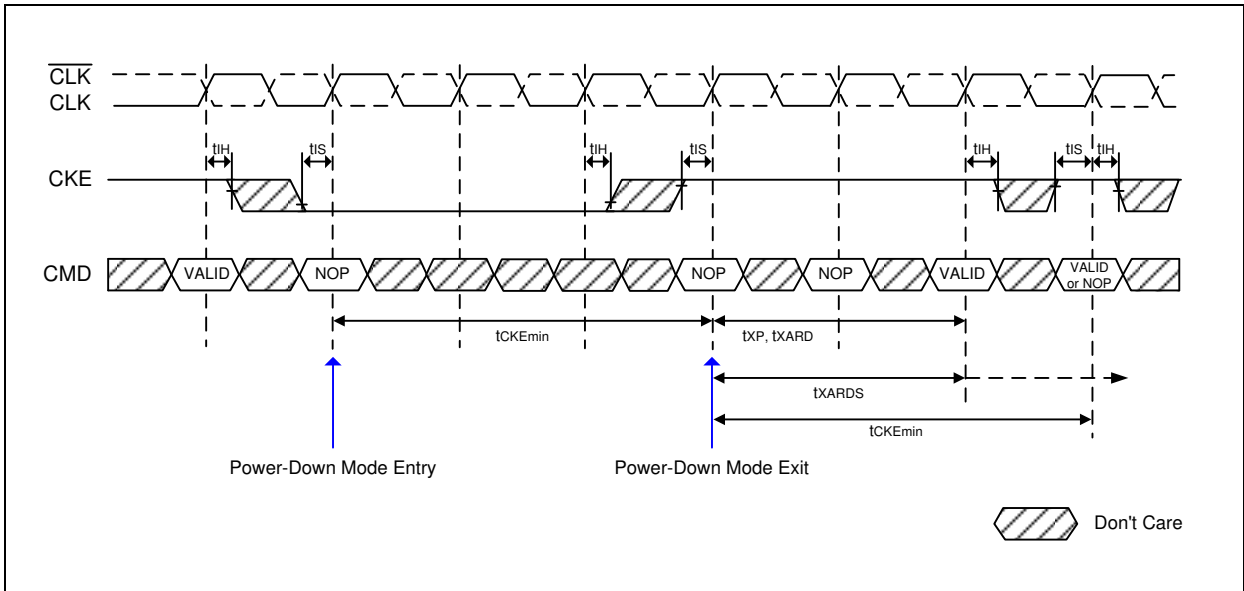 CLK
CLK
tIH
tIS
tIH
tIS
tIH
tIS
tIH
CKE
CMD
VALID
NOP
NOP
NOP
VALID
VALID
or NOP
tCKEmin
tXP, tXARD
tXARDS
tCKEmin
Power-Down Mode Entry
Power-Down Mode Exit
Don't Care